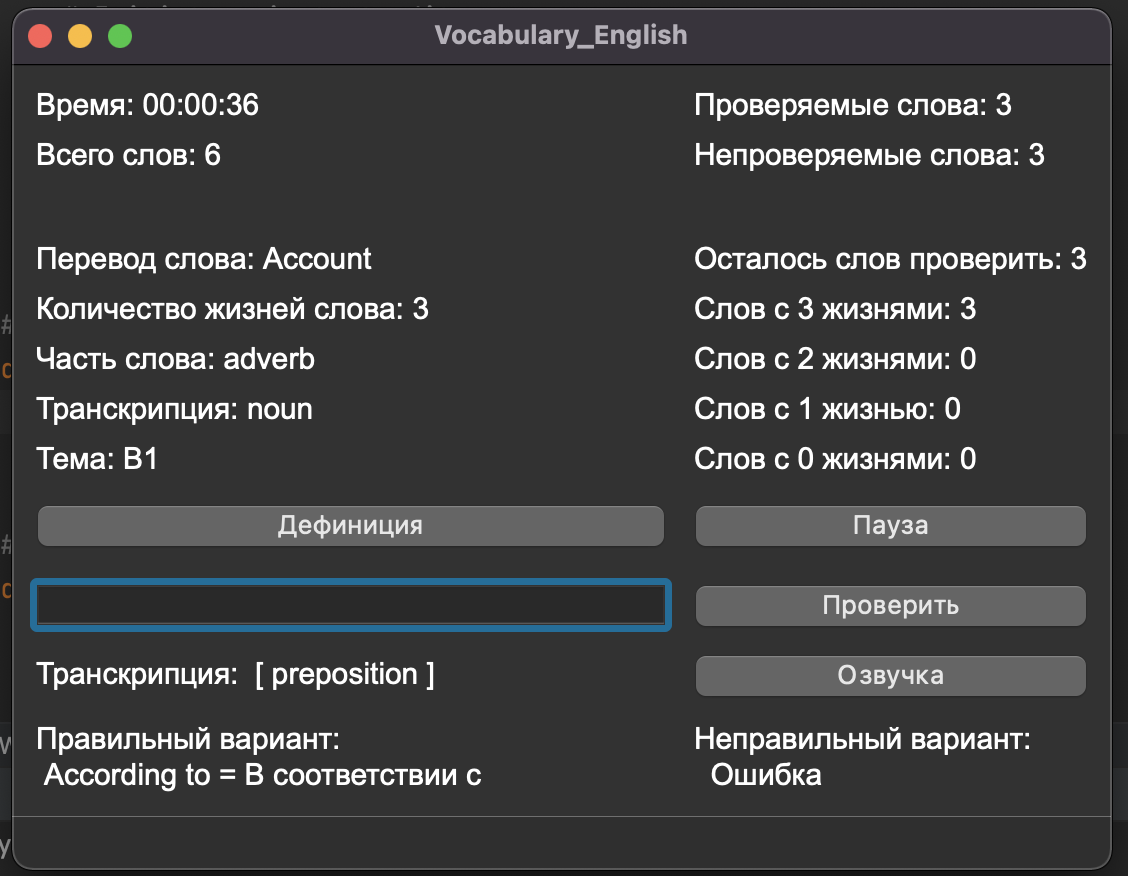 Vocabulary_English
Время: 00:00:36
Проверяемые слова: 3
Всего слов: 6
Непроверяемые слова: 3
Перевод слова: Account
Осталось слов проверить: 3
Количество жизней слова: 3
Слов с 3 жизнями: 3
Часть слова: adverb
Слов с 2 жизнями: 0
Транскрипция: noun
Слов с 1 жизнью: 0
Тема: B1
Слов с 0 жизнями: 0
Дефиниция
Пауза
Проверить
Транскрипция: [ preposition ]
Озвучка
Правильный вариант:
According to = В соответствии с
Неправильный вариант:
Ошибка